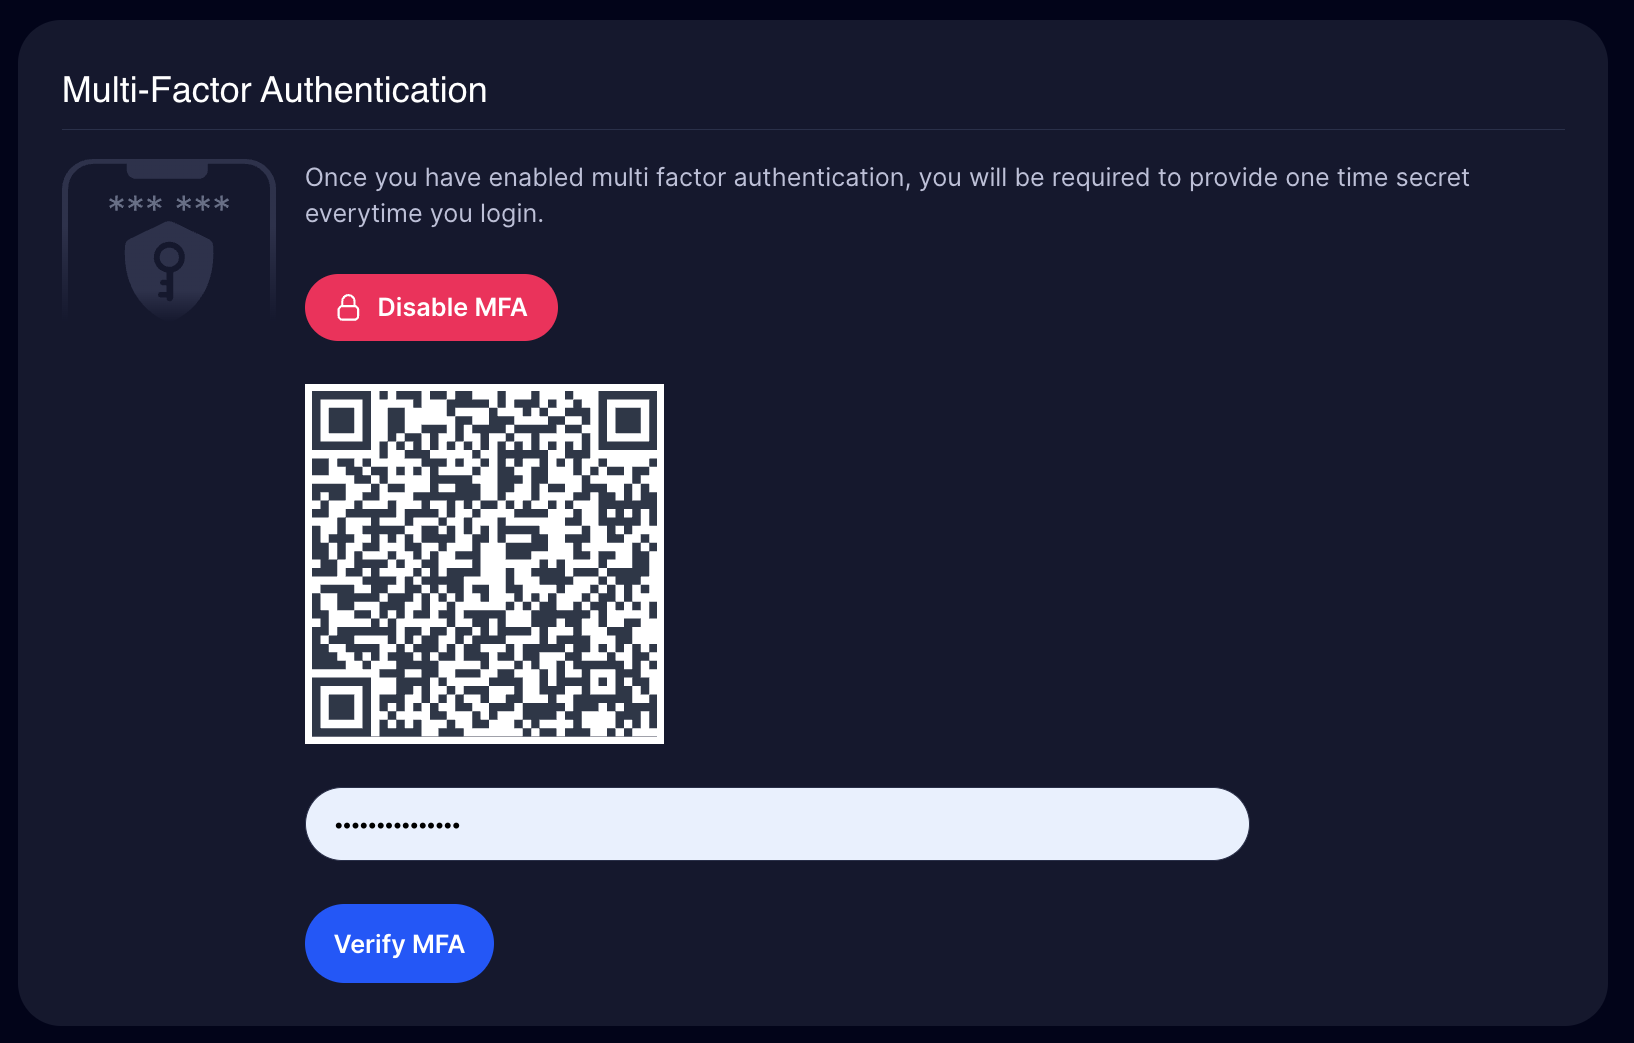 Multi-Factor Authentication
*** ***
Once you have enabled multi factor authentication, you will be required to provide one time secret
everytime you login.
Disable MFA
•••••••••••••••
Verify MFA